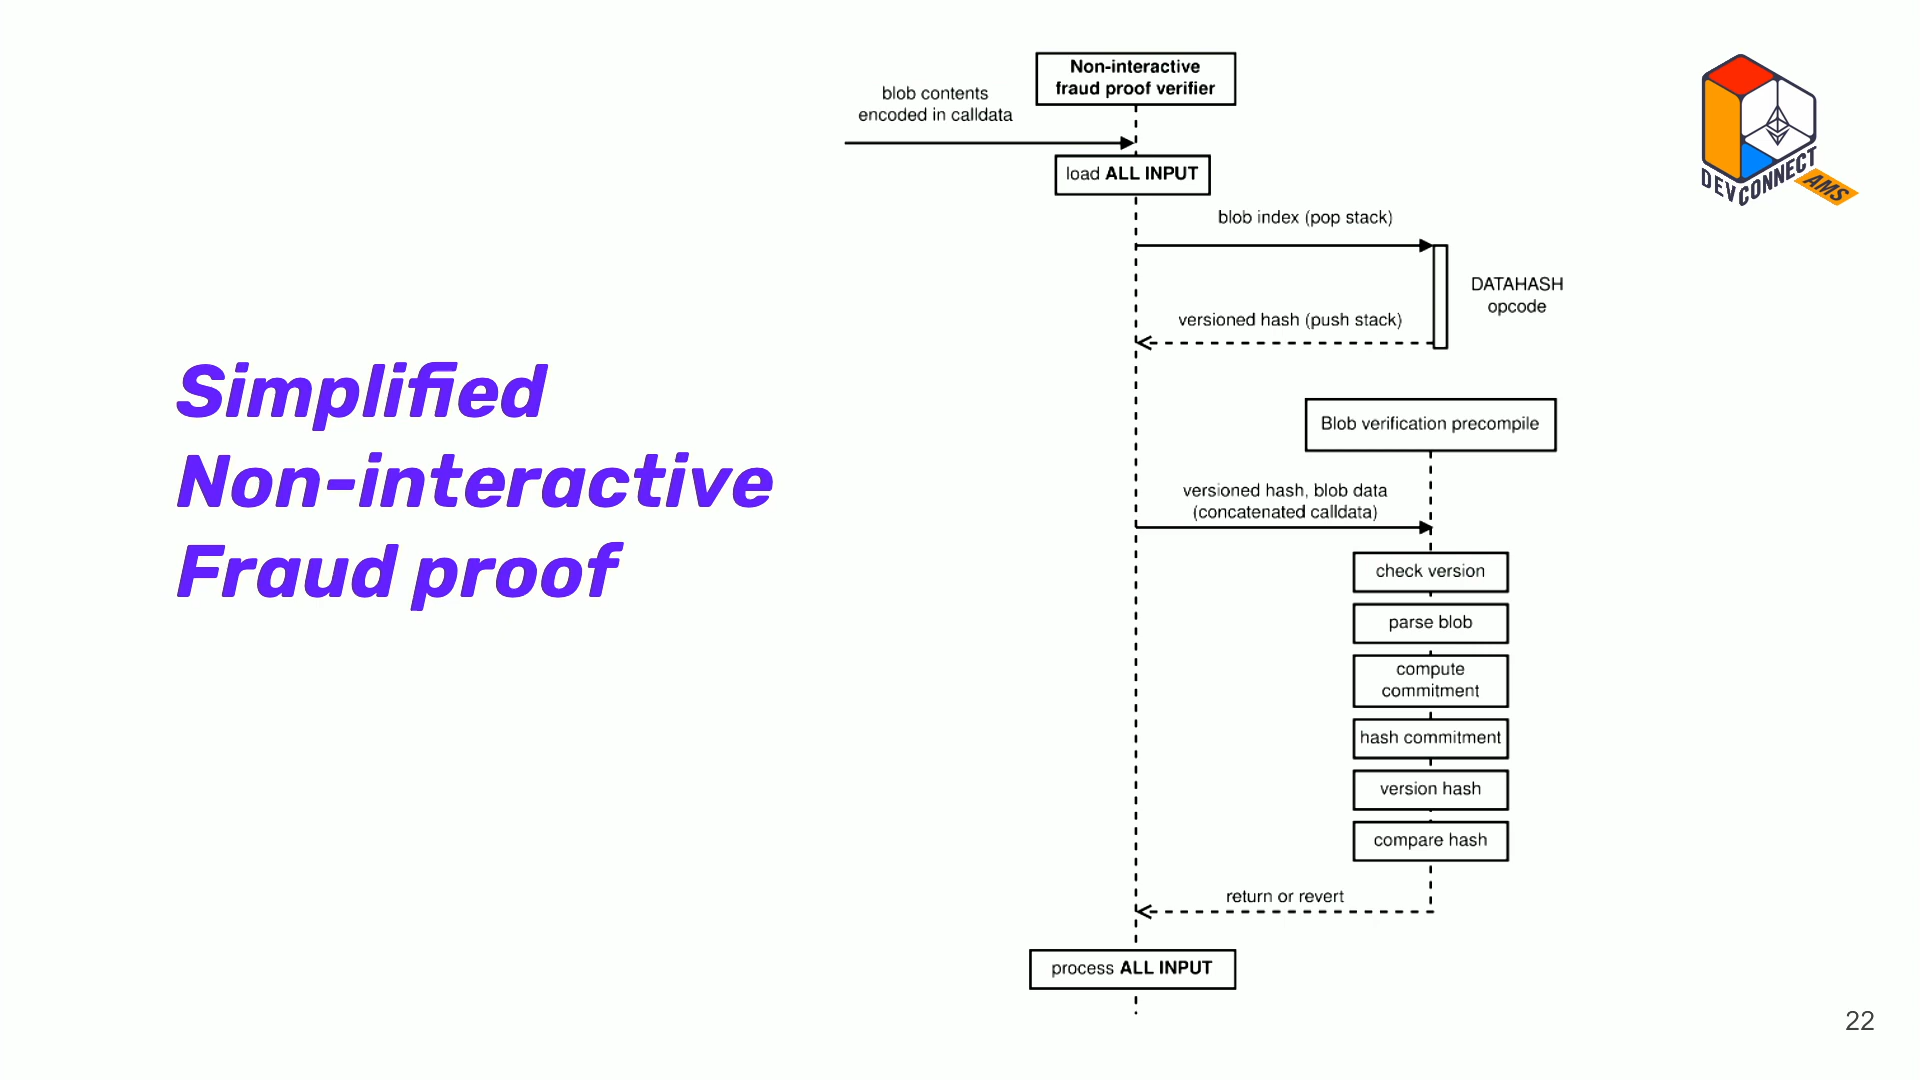 Simplified
Non-interactive
Fraud proof
Non-interactive
fraud proof verifier
blob contents
encoded in calldata
load ALL INPUT
blob index (pop stack)
DATAHASH
opcode
versioned hash (push stack)
Blob verification precompile
versioned hash, blob data
(concatenated calldata)
check version
parse blob
compute
commitment
hash commitment
version hash
compare hash
return or revert
process ALL INPUT
DEVCONNECT
AMS
22